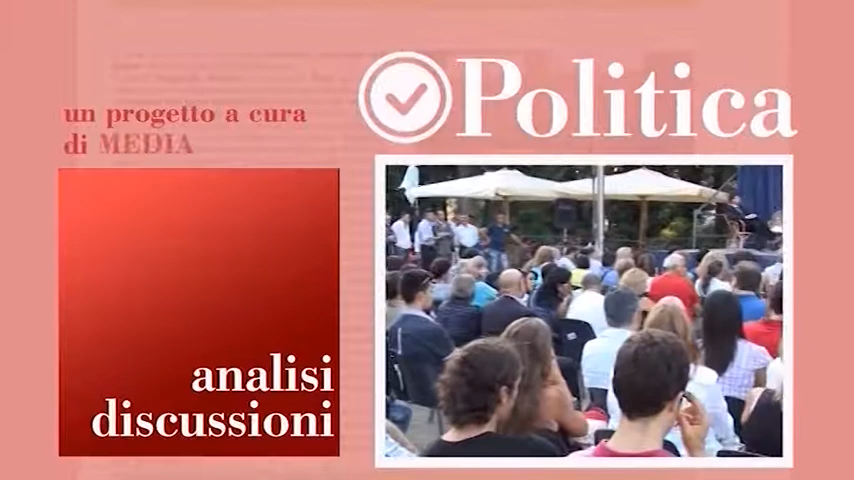 Politica
un progetto a cura
di MEDIA
analisi
discussioni